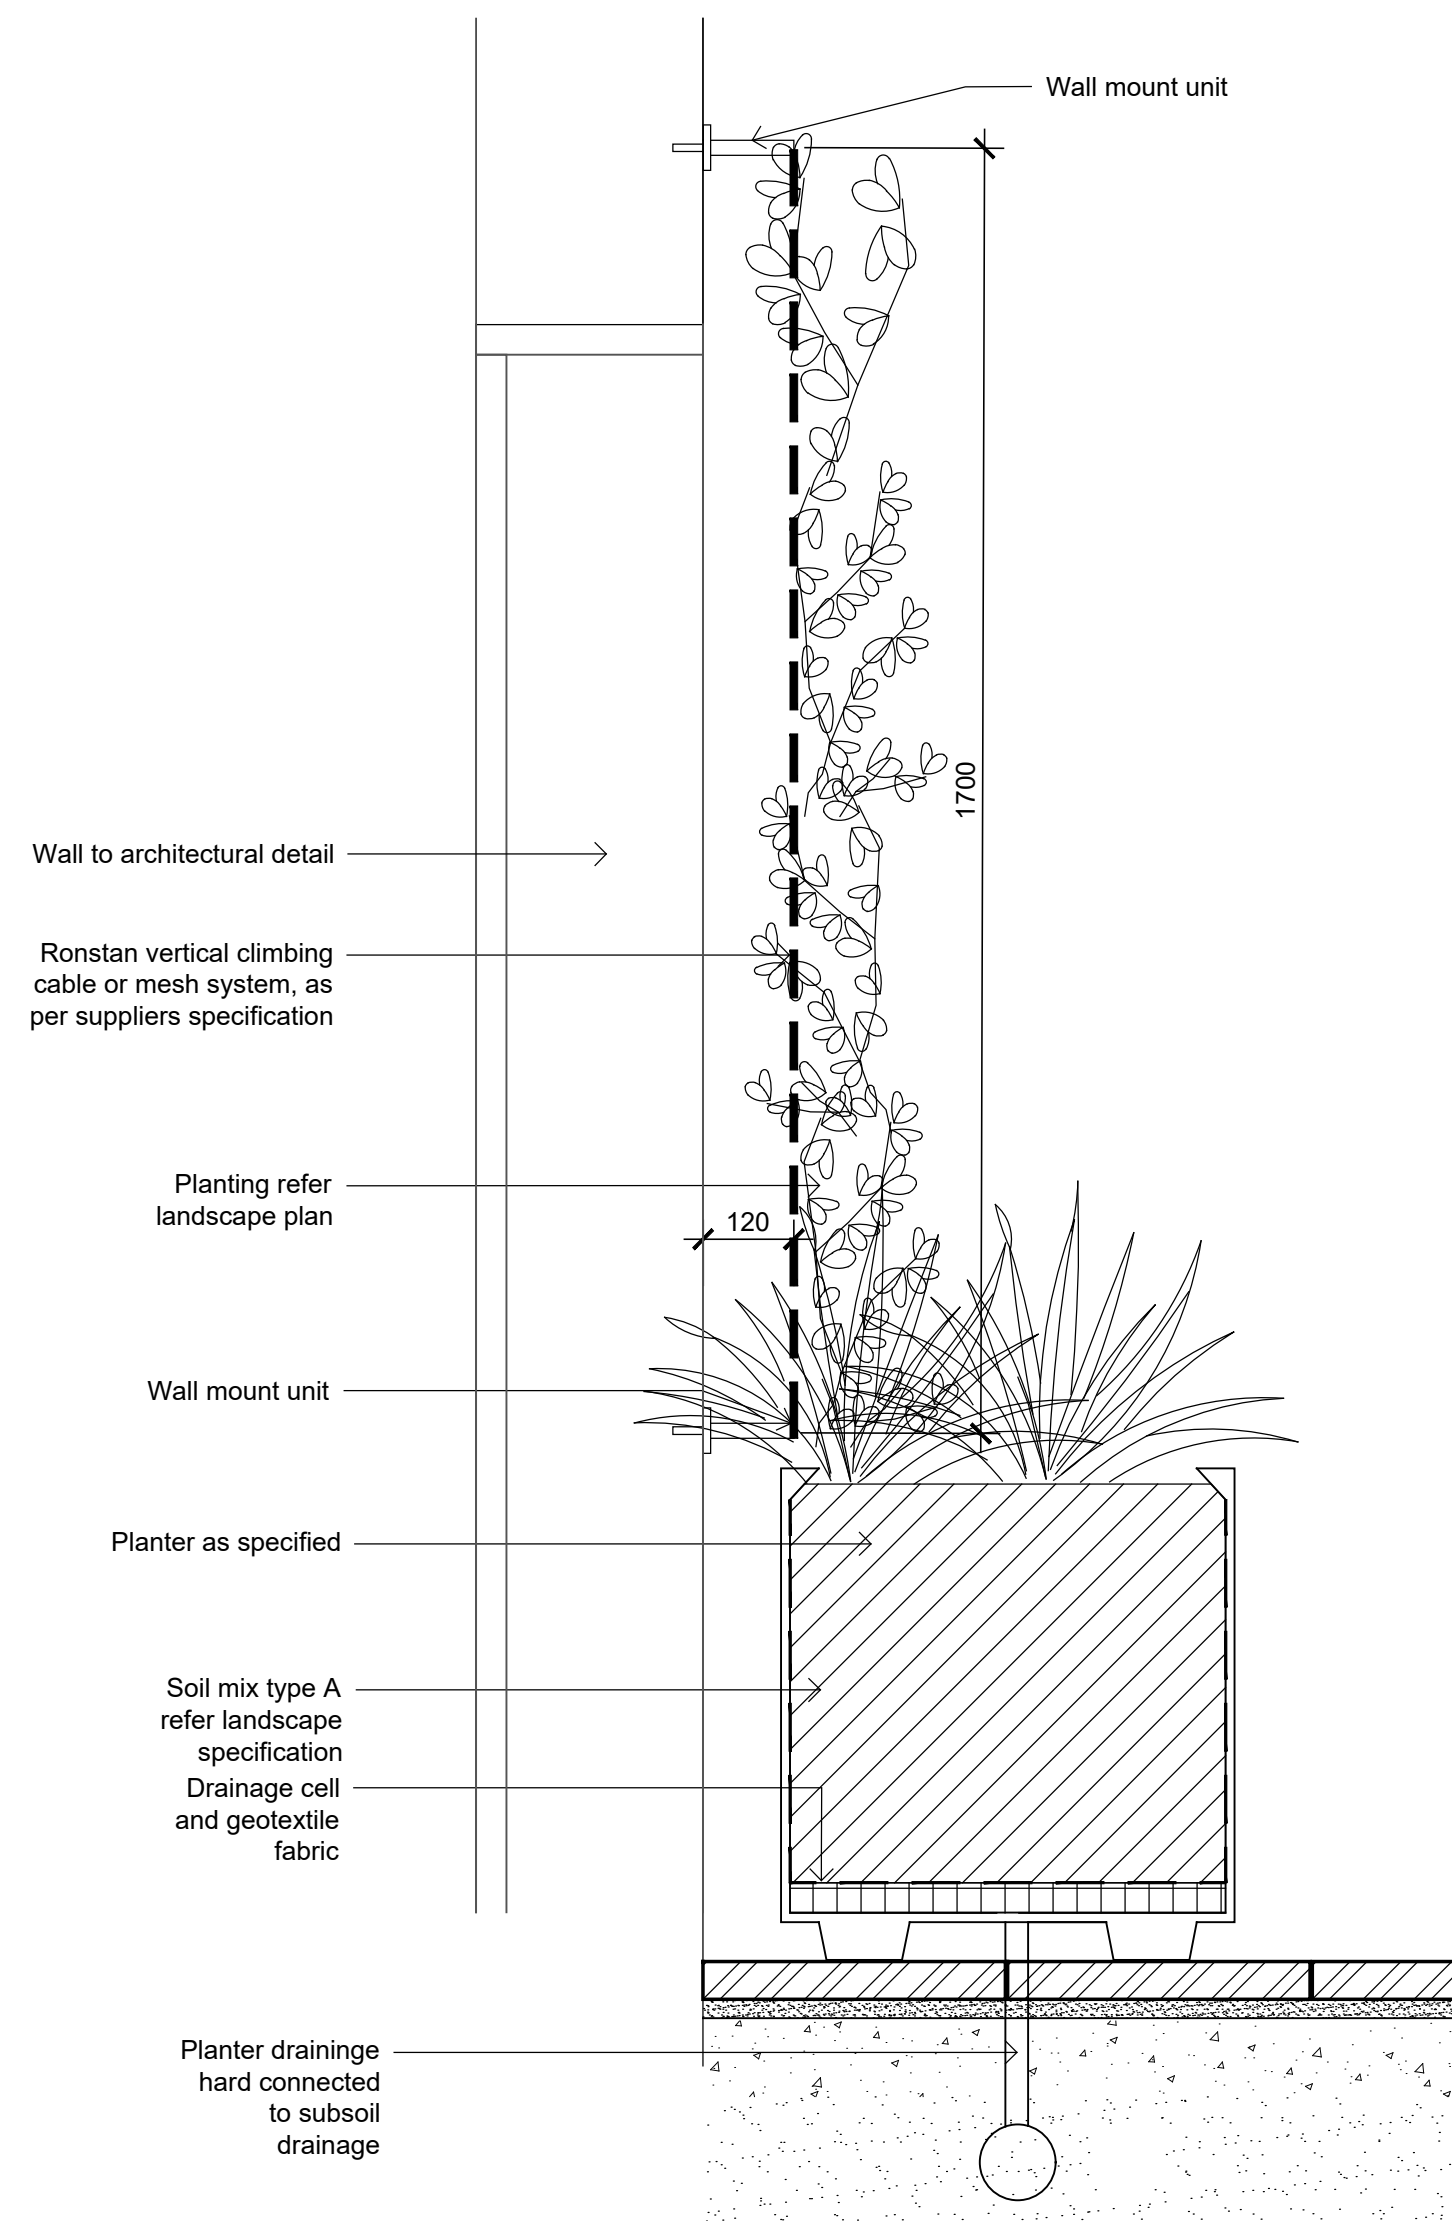 Wall mount unit
1700
Wall to architectural detail
Ronstan vertical climbing
cable or mesh system, as
per suppliers specification
Planting refer
landscape plan
120
Wall mount unit
Planter as specified
Soil mix type A
refer landscape
specification
Drainage cell
and geotextile
fabric
Planter draininge
hard connected
to subsoil
drainage